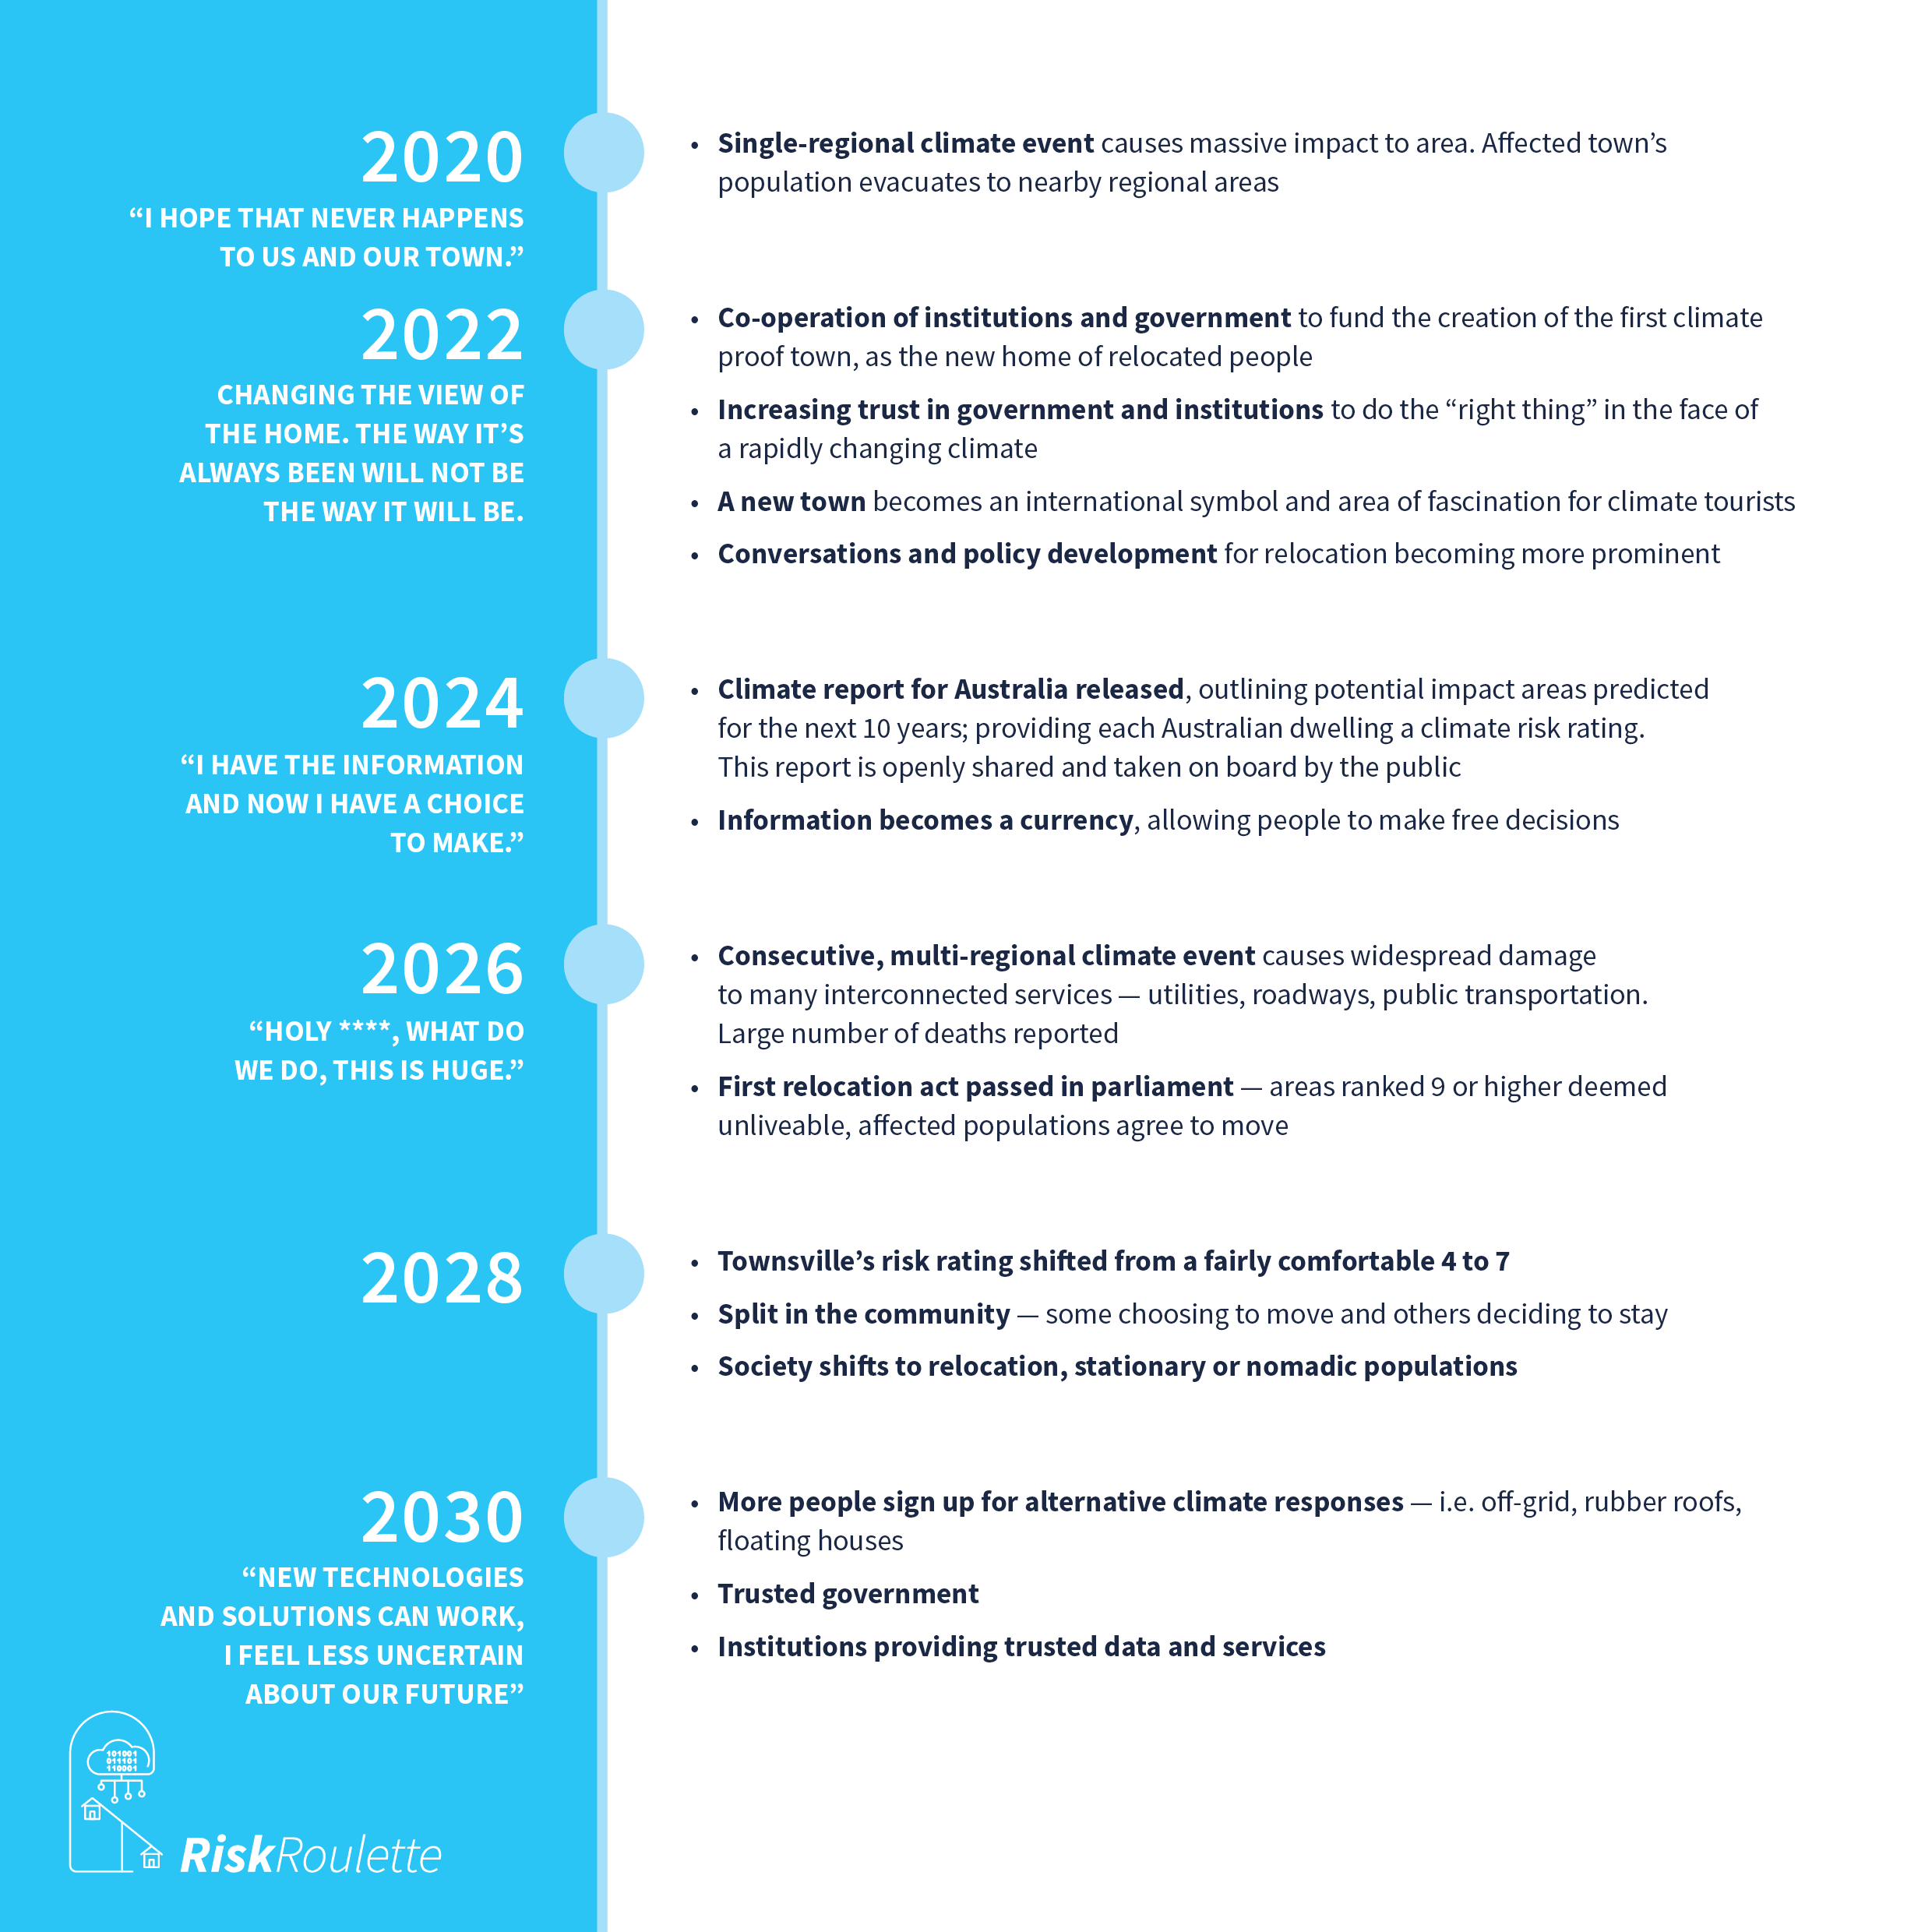 2020
“I HOPE THAT NEVER HAPPENS
TO US AND OUR TOWN.”
• Single-regional climate event causes massive impact to area. Affected town’s
population evacuates to nearby regional areas
2022
CHANGING THE VIEW OF
THE HOME. THE WAY IT’S
ALWAYS BEEN WILL NOT BE
THE WAY IT WILL BE.
• Co-operation of institutions and government to fund the creation of the first climate
proof town, as the new home of relocated people
• Increasing trust in government and institutions to do the “right thing” in the face of
a rapidly changing climate
• A new town becomes an international symbol and area of fascination for climate tourists
• Conversations and policy development for relocation becoming more prominent
2024
“I HAVE THE INFORMATION
AND NOW I HAVE A CHOICE
TO MAKE.”
• Climate report for Australia released, outlining potential impact areas predicted
for the next 10 years; providing each Australian dwelling a climate risk rating.
This report is openly shared and taken on board by the public
• Information becomes a currency, allowing people to make free decisions
2026
“HOLY ****, WHAT DO
WE DO, THIS IS HUGE.”
• Consecutive, multi-regional climate event causes widespread damage
to many interconnected services — utilities, roadways, public transportation.
Large number of deaths reported
• First relocation act passed in parliament — areas ranked 9 or higher deemed
unliveable, affected populations agree to move
2028
• Townsville’s risk rating shifted from a fairly comfortable 4 to 7
• Split in the community — some choosing to move and others deciding to stay
• Society shifts to relocation, stationary or nomadic populations
2030
“NEW TECHNOLOGIES
AND SOLUTIONS CAN WORK,
I FEEL LESS UNCERTAIN
ABOUT OUR FUTURE”
• More people sign up for alternative climate responses — i.e. off-grid, rubber roofs,
floating houses
• Trusted government
• Institutions providing trusted data and services
101001
011101
110001
RiskRoulette